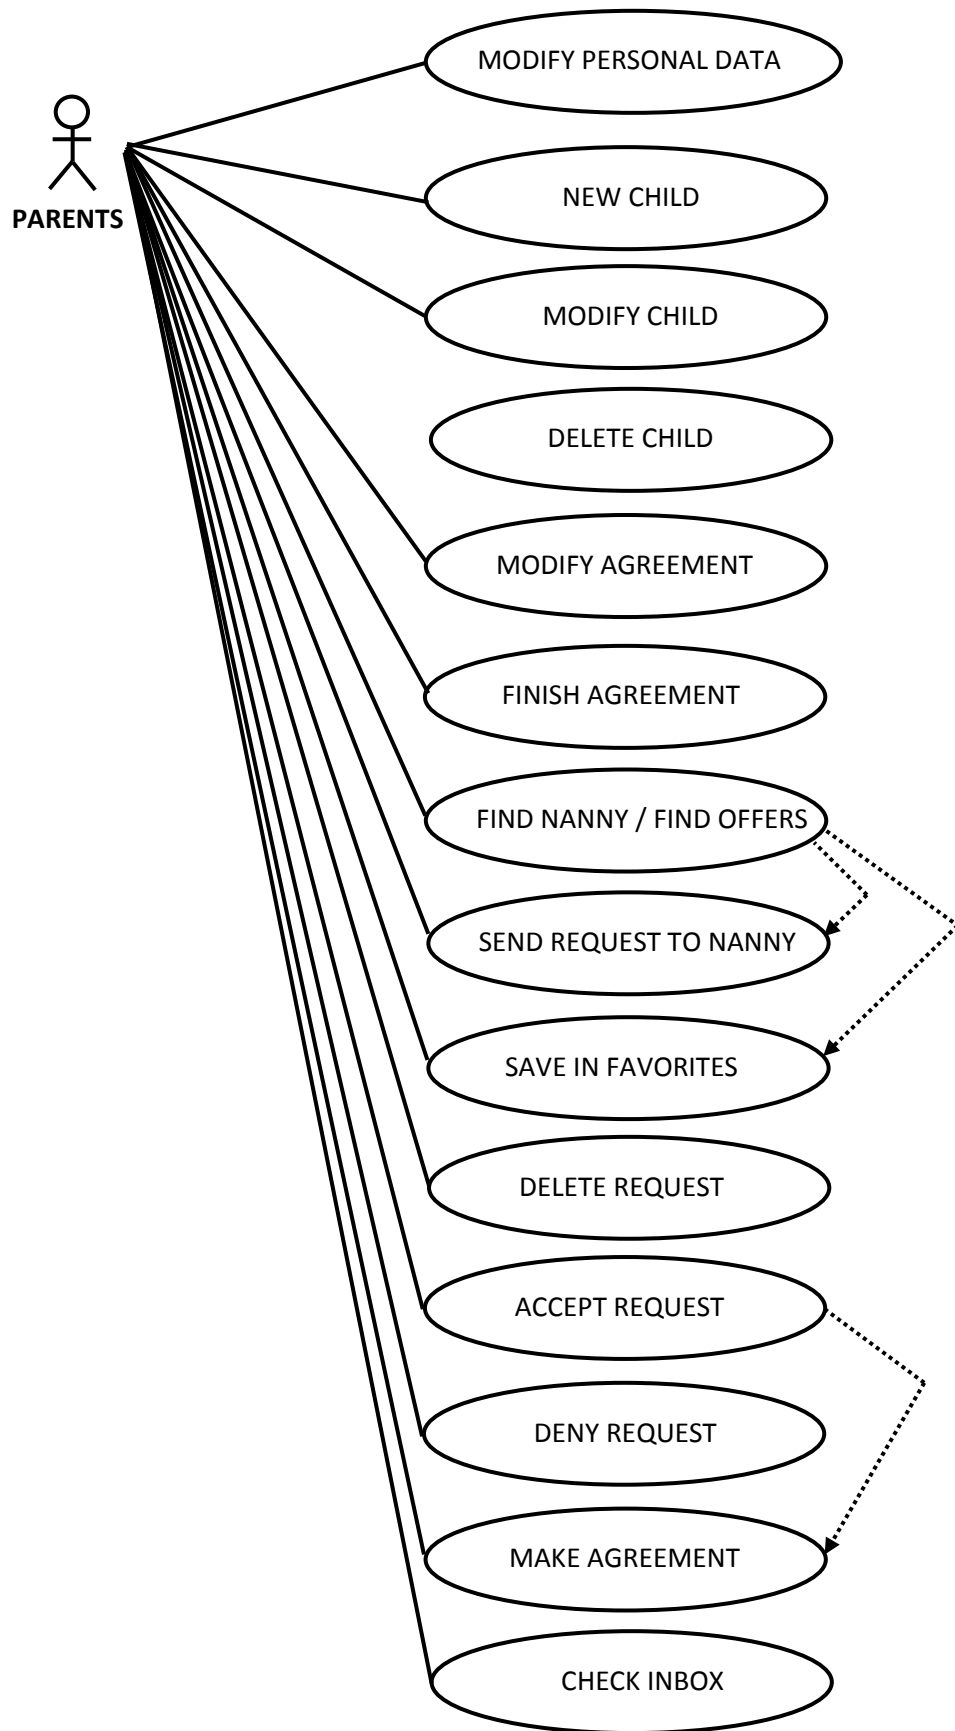 MODIFY PERSONAL DATA
PARENTS
NEW CHILD
MODIFY CHILD
DELETE CHILD
MODIFY AGREEMENT
FINISH AGREEMENT
FIND NANNY / FIND OFFERS
SEND REQUEST TO NANNY
SAVE IN FAVORITES
DELETE REQUEST
ACCEPT REQUEST
DENY REQUEST
MAKE AGREEMENT
CHECK INBOX